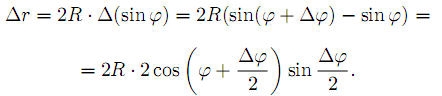 Δr = 2R · Δ(sin φ) = 2R(sin(φ + Δφ) − sin φ) =
= 2R · 2 cos(φ + Δφ/2) sin Δφ/2.